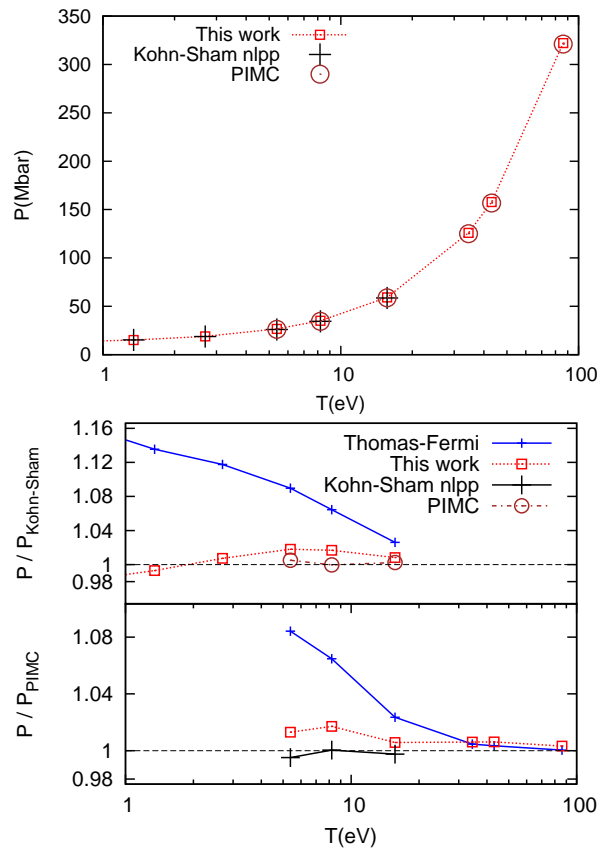 350
300
250
200
150
100
50
0
P(Mbar)
This work
Kohn-Sham nlpp
PIMC
1
10
100
T(eV)
1.16
1.12
1.08
1.04
1
0.98
P / P_Kohn-Sham
Thomas-Fermi
This work
Kohn-Sham nlpp
PIMC
1.08
1.04
1
0.98
P / P_PIMC
1
10
100
T(eV)